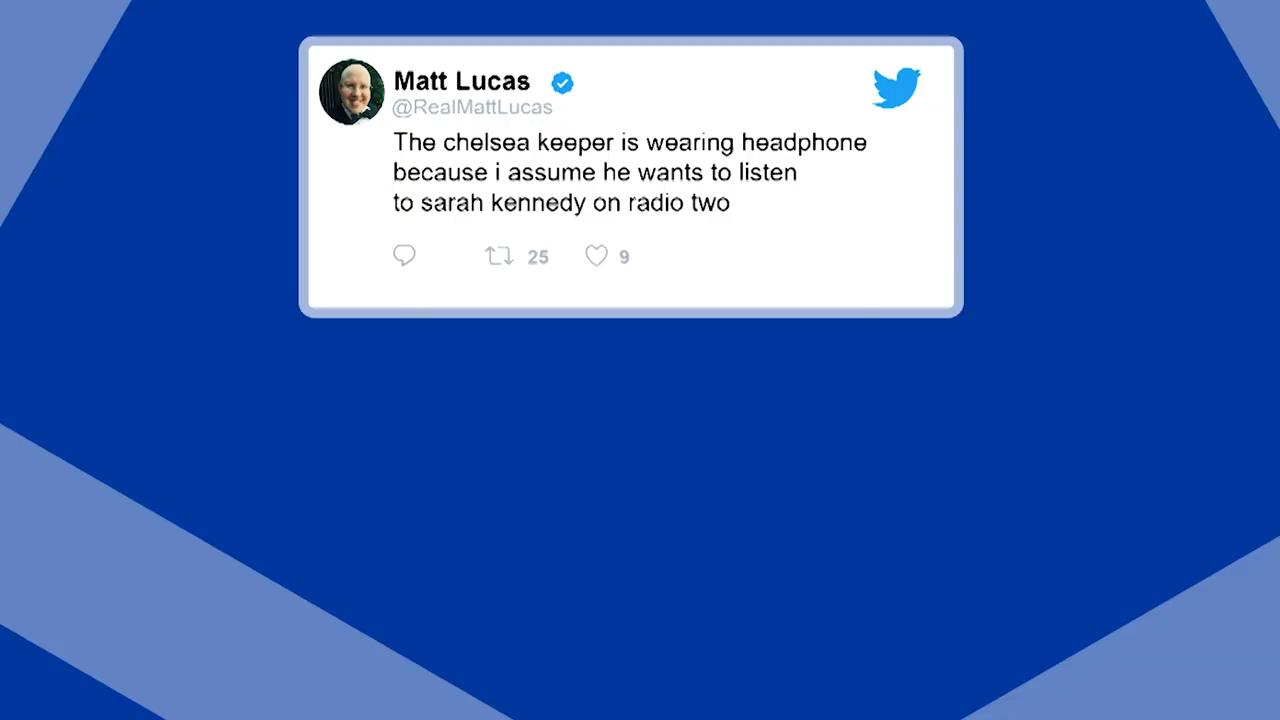 Matt Lucas
@RealMattLucas
The chelsea keeper is wearing headphone
because i assume he wants to listen
to sarah kennedy on radio two
25 9